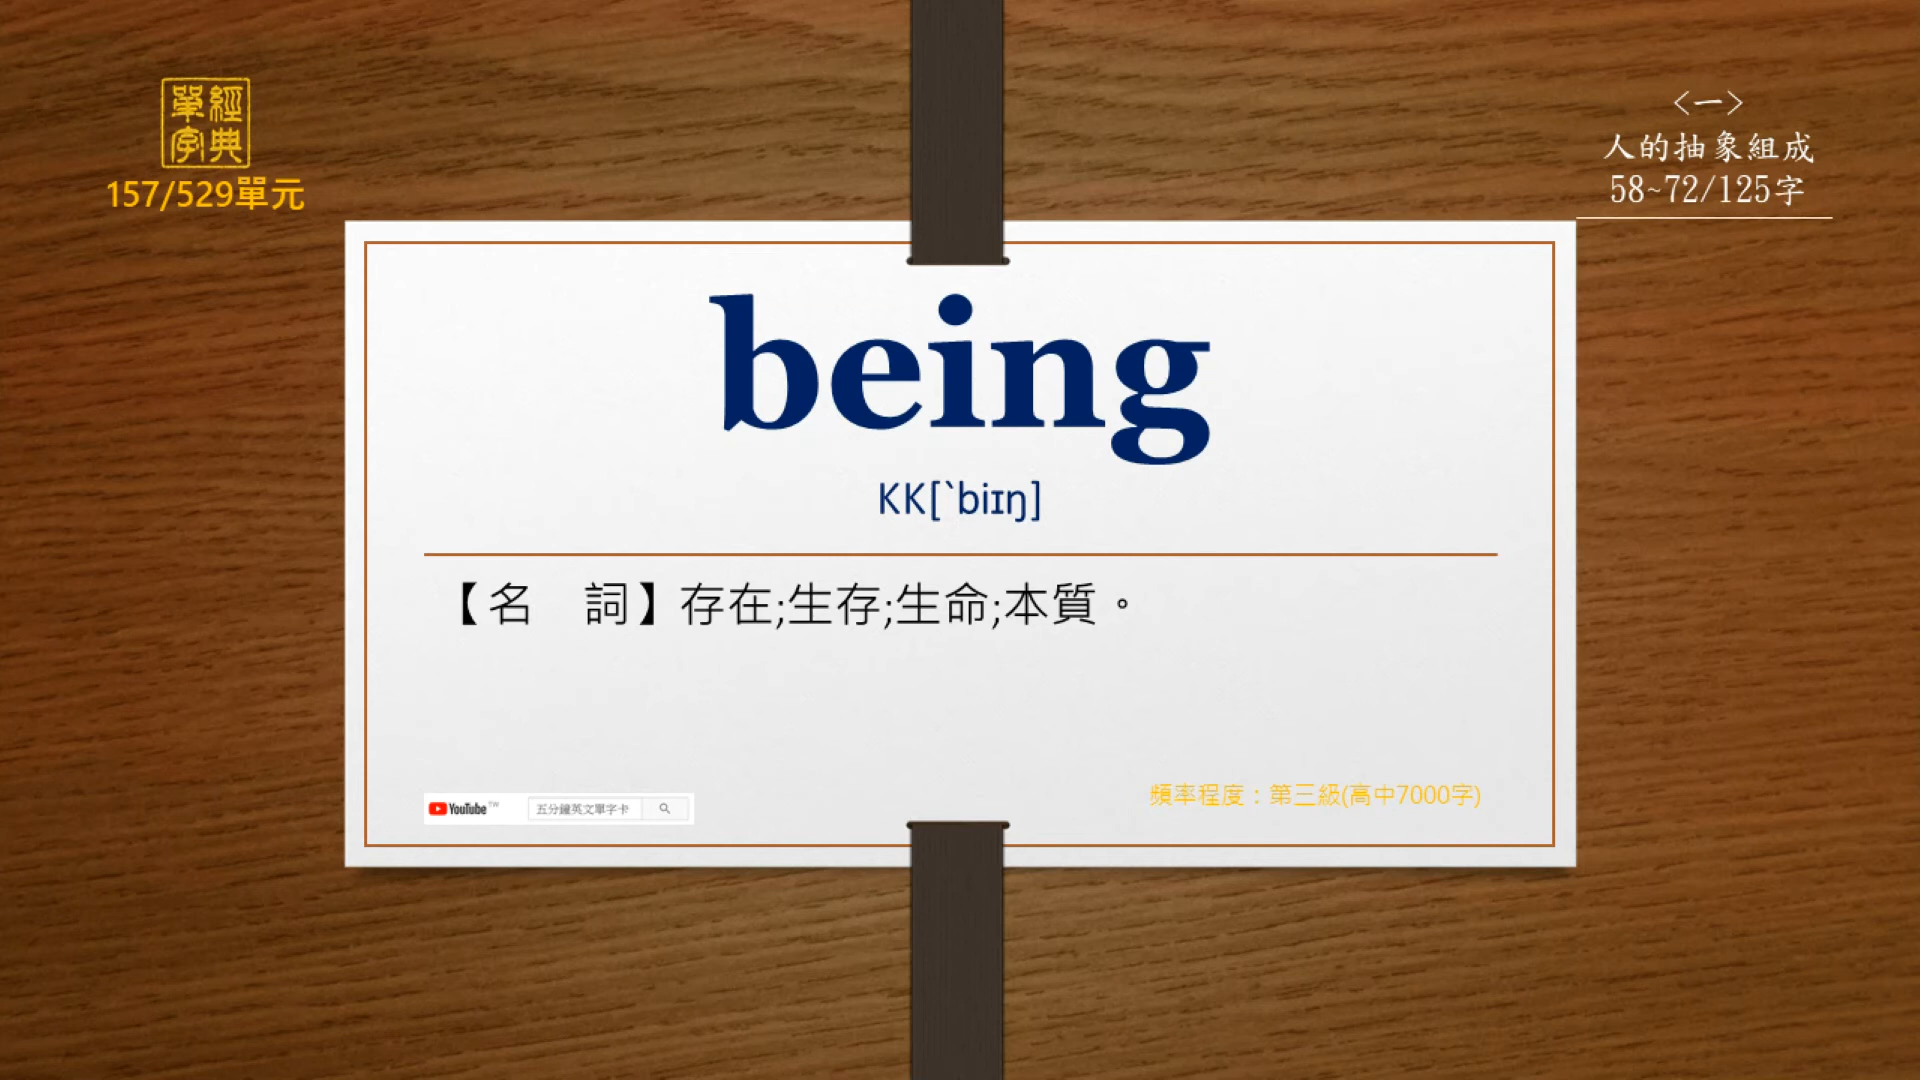 經典單字
157/529單元
<一>
人的抽象組成
58~72/125字
being
KK[ˋbiɪŋ]
【名　詞】存在;生存;生命;本質。
YouTube TW
五分鐘英文單字卡
頻率程度：第三級(高中7000字)